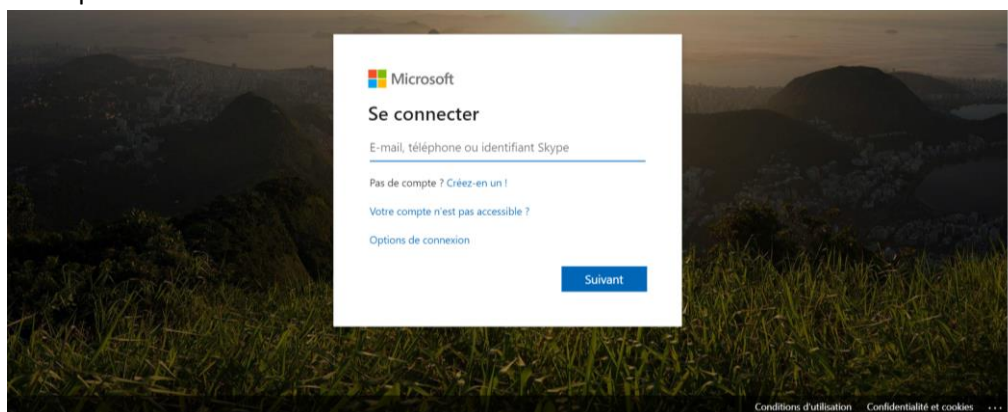 Microsoft
Se connecter
E-mail, téléphone ou identifiant Skype
Pas de compte ? Créez-en un !
Votre compte n'est pas accessible ?
Options de connexion
Suivant
Conditions d'utilisation Confidentialité et cookies ...